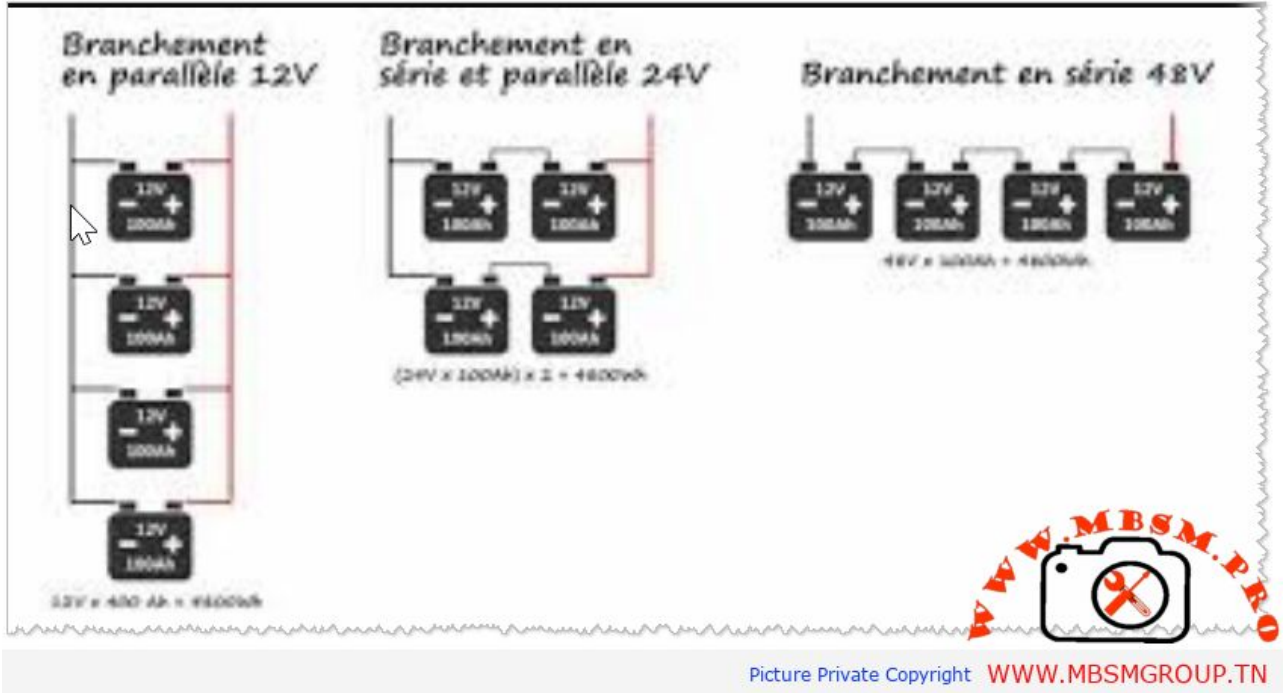 Branchement
en parallèle 12V
12V
- +
100Ah
12V
- +
100Ah
12V
- +
100Ah
12V
- +
100Ah
12V x 400 Ah = 4800Wh
Branchement en
série et parallèle 24V
12V
- +
100Ah
12V
- +
100Ah
12V
- +
100Ah
12V
- +
100Ah
(24V x 100Ah) x 2 = 4800Wh
Branchement en série 48V
12V
- +
100Ah
12V
- +
12V
- +
100Ah
12V
- +
48V x 100Ah = 4800Wh
WWW.MBSM.PRO
Picture Private Copyright WWW.MBSMGROUP.TN